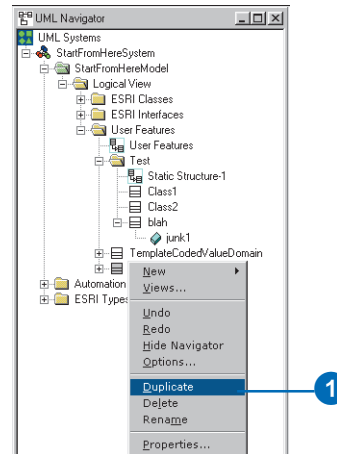 UML Navigator
UML Systems
StartFromHereSystem
StartFromHereModel
Logical View
ESRI Classes
ESRI Interfaces
User Features
User Features
Test
Static Structure-1
Class1
Class2
blah
junk1
TemplateCodedValueDomain
Automation
ESRI Types
New
Views...
Undo
Redo
Hide Navigator
Options...
Duplicate
1
Delete
Rename
Properties...